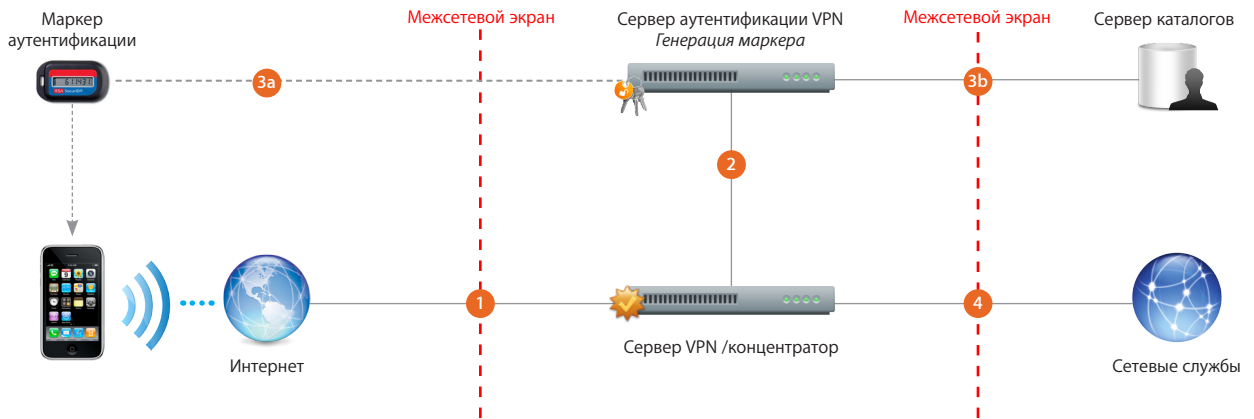 Маркер
аутентификации
Межсетевой экран
Сервер аутентификации VPN
Генерация маркера
Межсетевой экран
Сервер каталогов
3a
3b
2
1
4
Интернет
Сервер VPN /концентратор
Сетевые службы